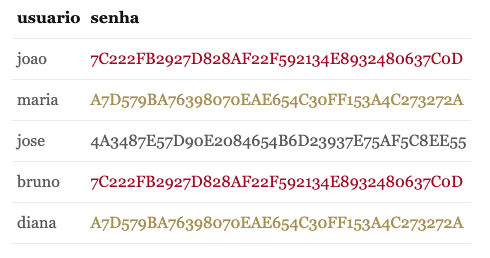 usuario senha
joao 7C222FB2927D828AF22F592134E8932480637C0D
maria A7D579BA76398070EAE654C30FF153A4C273272A
jose 4A3487E57D90E2084654B6D23937E75AF5C8EE55
bruno 7C222FB2927D828AF22F592134E8932480637C0D
diana A7D579BA76398070EAE654C30FF153A4C273272A